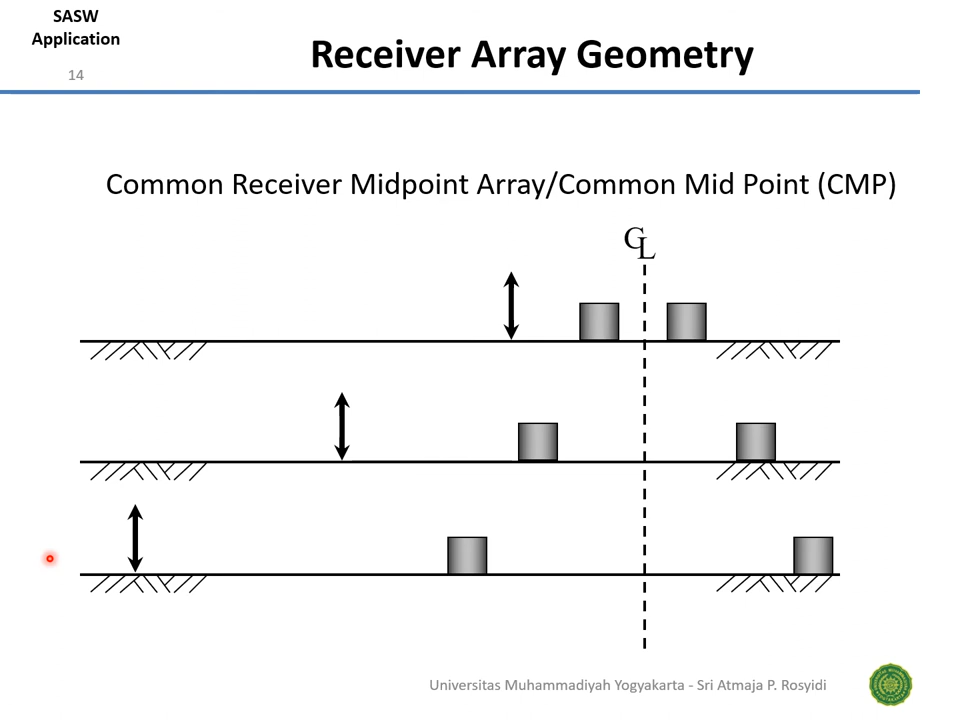 SASW
Application
14
Receiver Array Geometry
Common Receiver Midpoint Array/Common Mid Point (CMP)
CL
Universitas Muhammadiyah Yogyakarta - Sri Atmaja P. Rosyidi